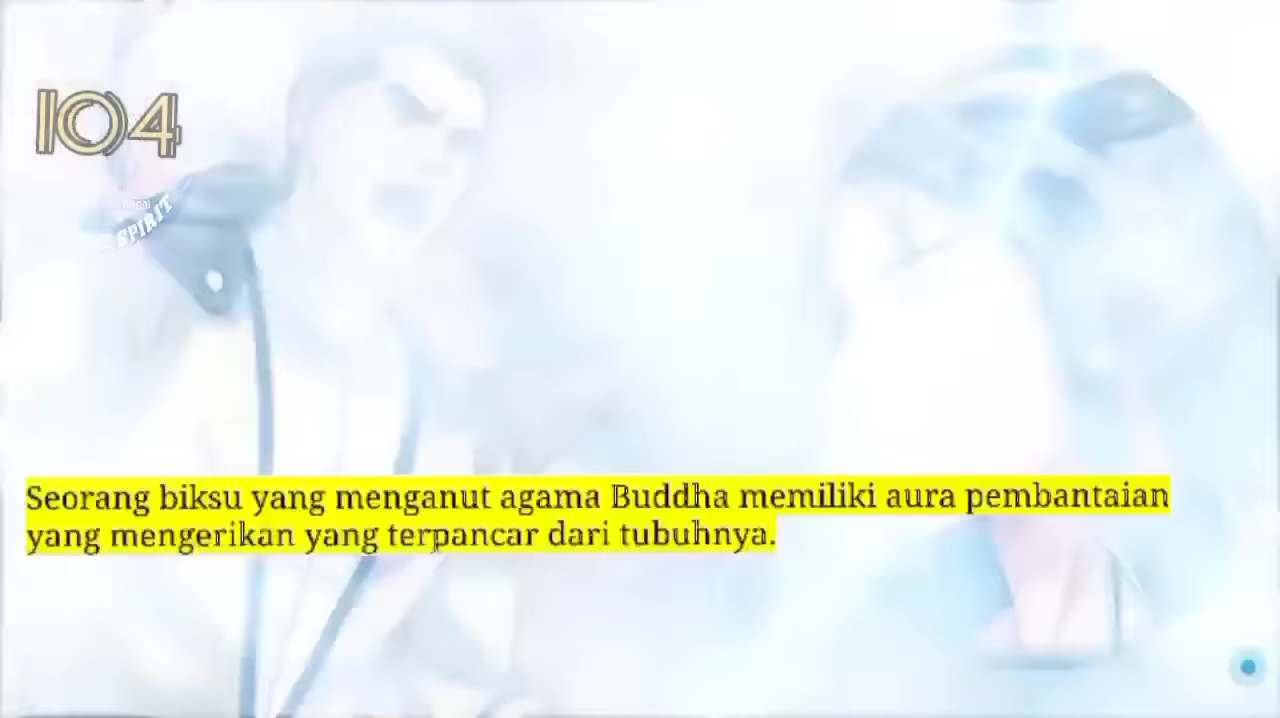 104
SPIRIT
Seorang biksu yang menganut agama Buddha memiliki aura pembantaian
yang mengerikan yang terpancar dari tubuhnya.